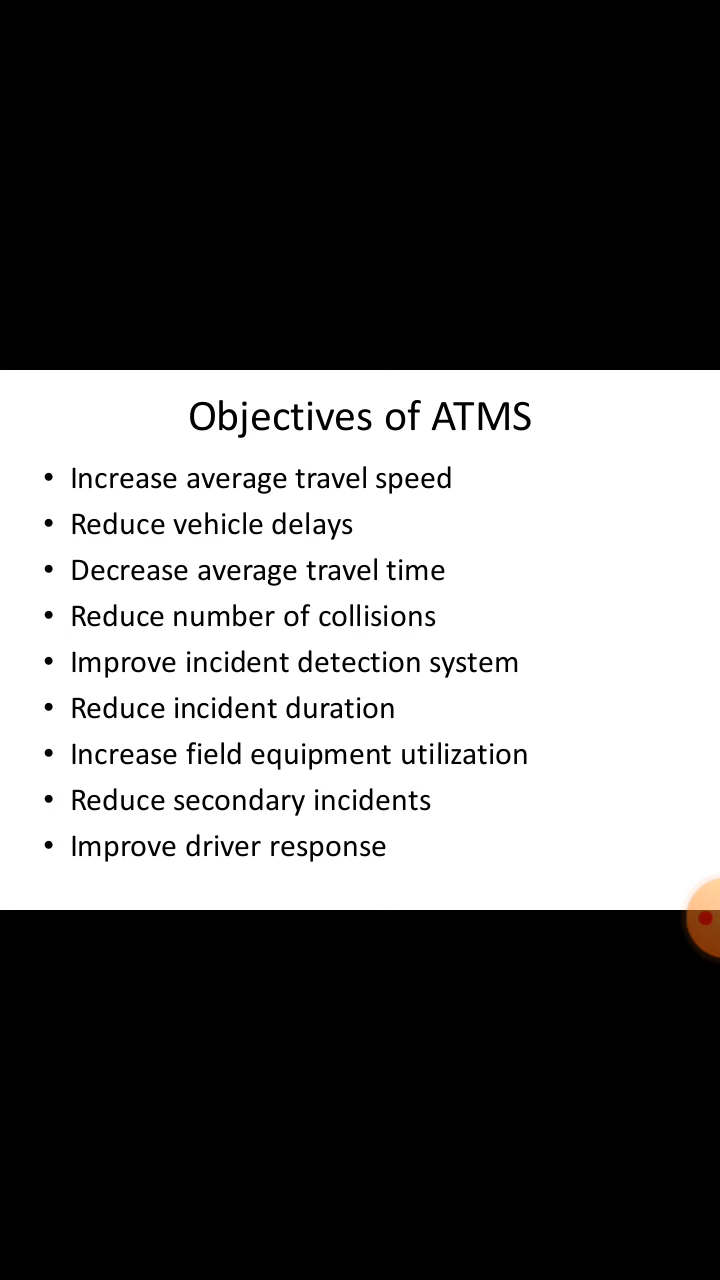 Objectives of ATMS
• Increase average travel speed
• Reduce vehicle delays
• Decrease average travel time
• Reduce number of collisions
• Improve incident detection system
• Reduce incident duration
• Increase field equipment utilization
• Reduce secondary incidents
• Improve driver response